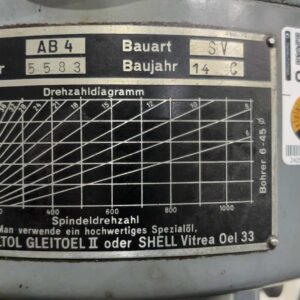 AB 4 Bauart SV
r 5583 Baujahr 14 C
Drehzahldiagramm
Bohrer 6-45 ø
400 600 800 1000
Spindeldrehzahl
Man verwende ein hochwertiges Spezialöl,
TOL GLEITOEL II oder SHELL Vitrea Oel 33